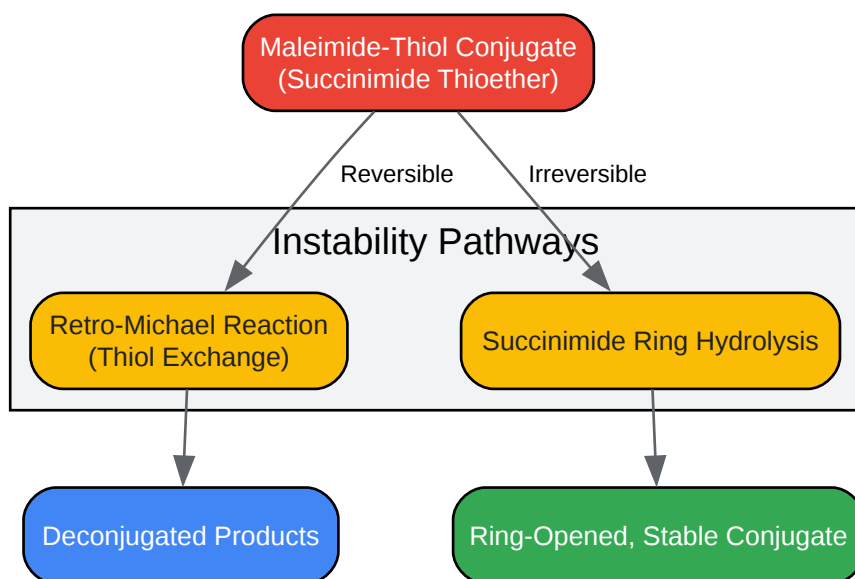 Maleimide-Thiol Conjugate
(Succinimide Thioether)
Reversible
Irreversible
Instability Pathways
Retro-Michael Reaction
(Thiol Exchange)
Succinimide Ring Hydrolysis
Deconjugated Products
Ring-Opened, Stable Conjugate